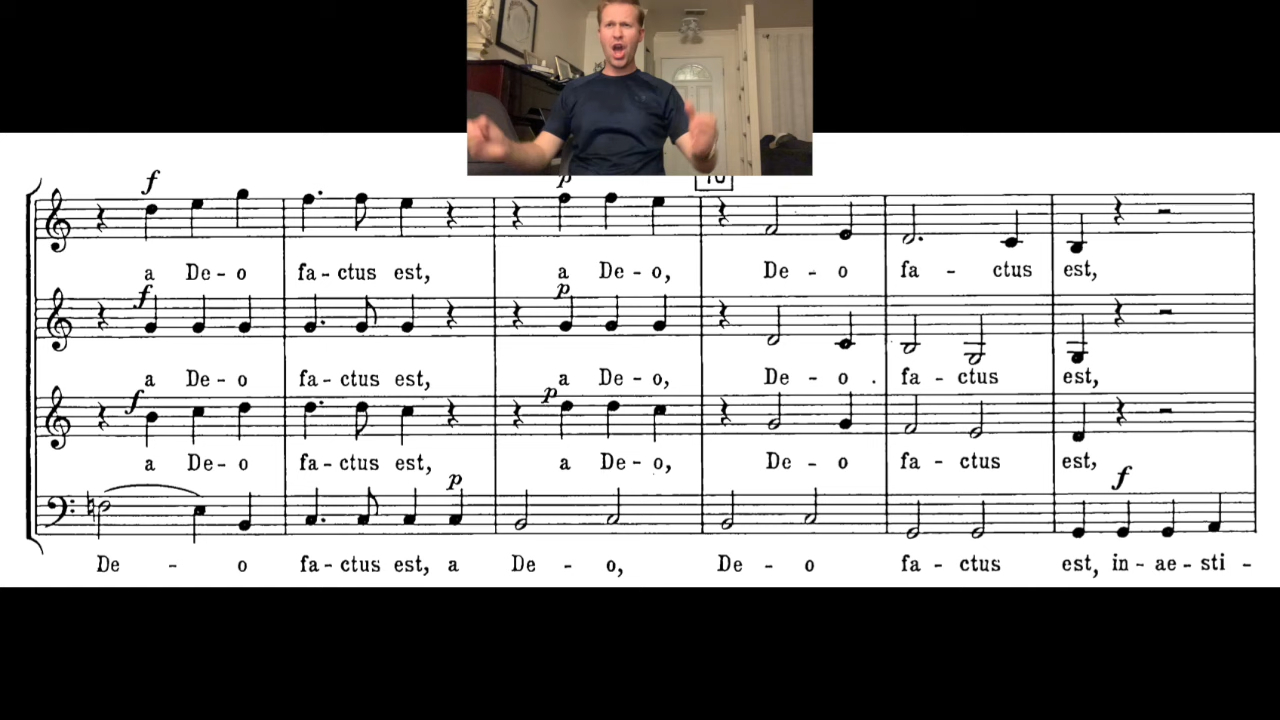 f
p
a De - o fa - ctus est, a De - o, De - o fa - ctus est,
f p
a De - o fa - ctus est, a De - o, De - o . fa - ctus est,
f p
a De - o fa - ctus est, a De - o, De - o fa - ctus est,
p f
De - o fa - ctus est, a De - o, De - o fa - ctus est, in - ae - sti -